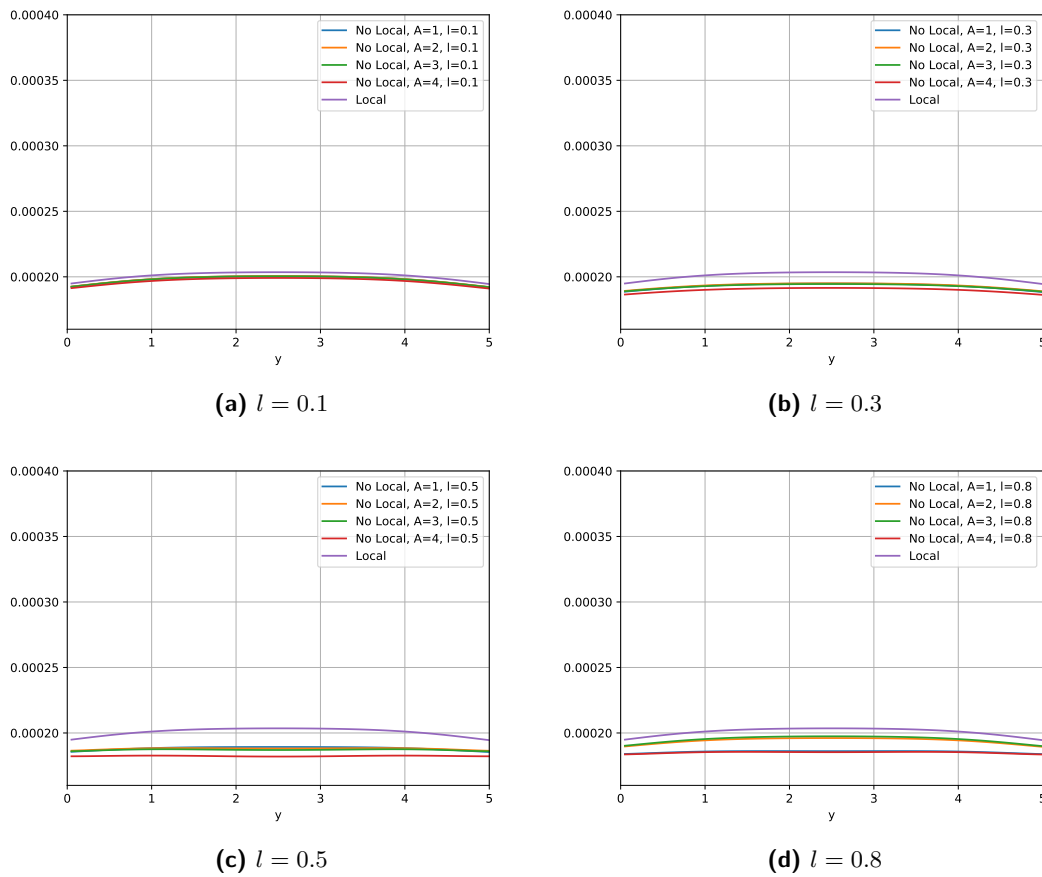 0.00040
0.00035
0.00030
0.00025
0.00020
0 1 2 3 4 5
y
No Local, A=1, l=0.1
No Local, A=2, l=0.1
No Local, A=3, l=0.1
No Local, A=4, l=0.1
Local
(a) l = 0.1
0.00040
0.00035
0.00030
0.00025
0.00020
0 1 2 3 4 5
y
No Local, A=1, l=0.3
No Local, A=2, l=0.3
No Local, A=3, l=0.3
No Local, A=4, l=0.3
Local
(b) l = 0.3
0.00040
0.00035
0.00030
0.00025
0.00020
0 1 2 3 4 5
y
No Local, A=1, l=0.5
No Local, A=2, l=0.5
No Local, A=3, l=0.5
No Local, A=4, l=0.5
Local
(c) l = 0.5
0.00040
0.00035
0.00030
0.00025
0.00020
0 1 2 3 4 5
y
No Local, A=1, l=0.8
No Local, A=2, l=0.8
No Local, A=3, l=0.8
No Local, A=4, l=0.8
Local
(d) l = 0.8